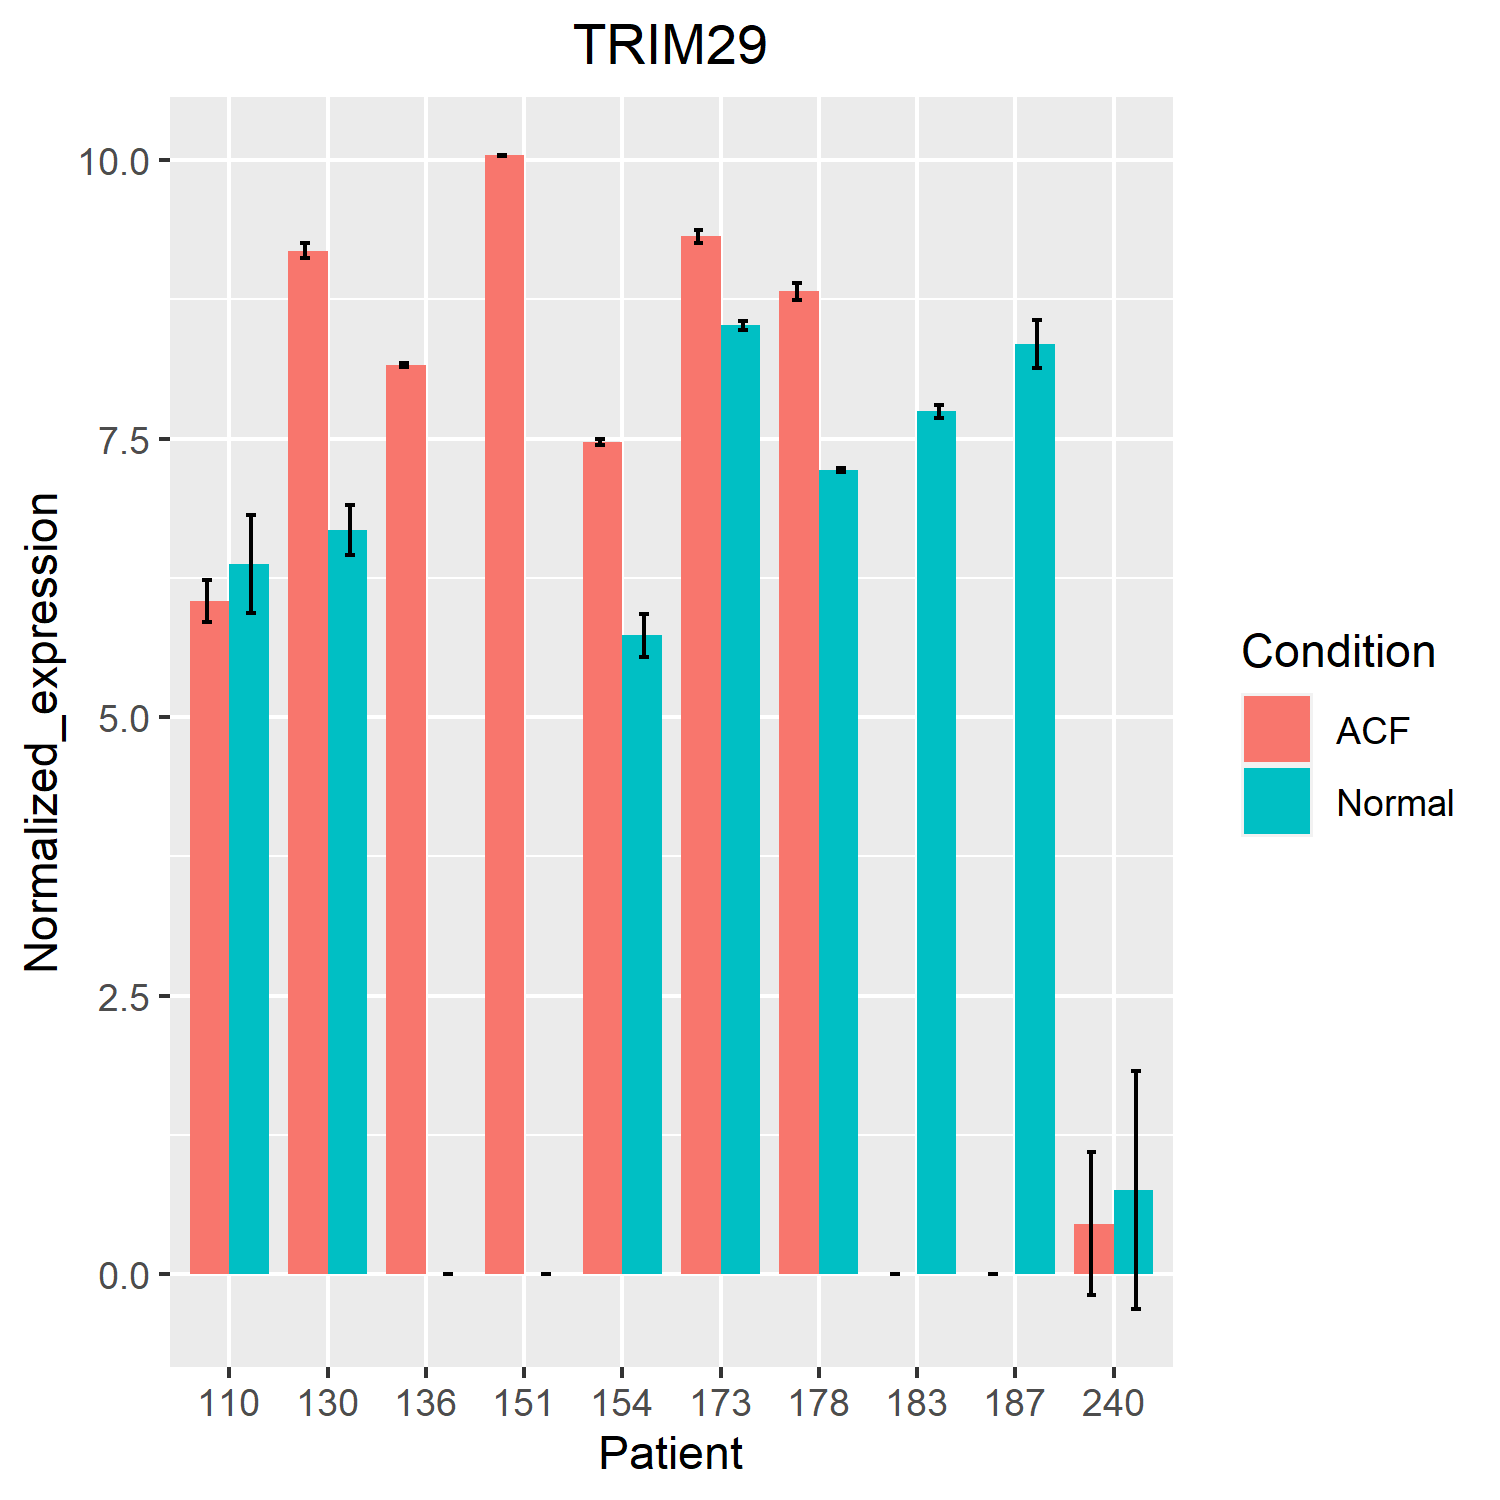 TRIM29
Normalized_expression
10.0
7.5
5.0
2.5
0.0
110 130 136 151 154 173 178 183 187 240
Patient
Condition
ACF
Normal